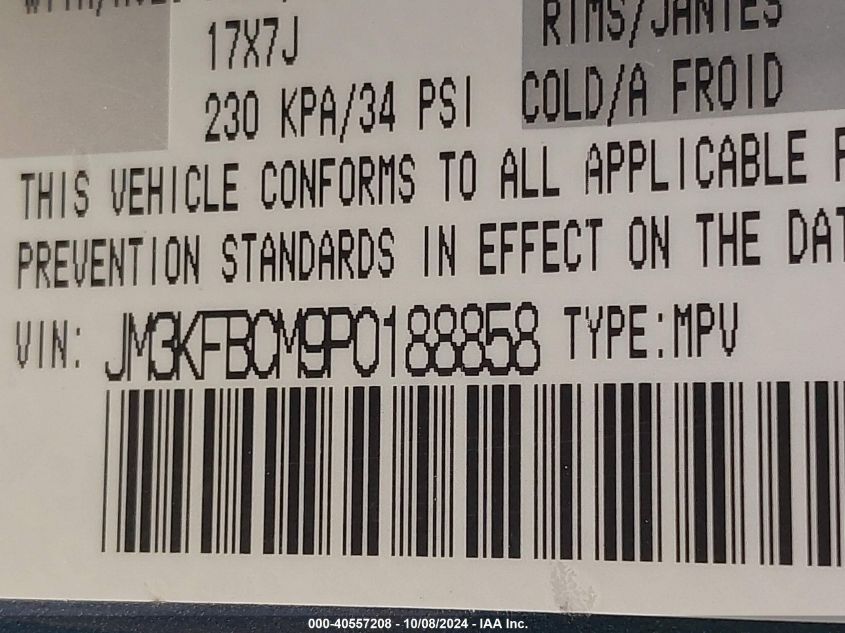 RIMS/JANTES
17X7J
230 KPA/34 PSI COLD/A FROID
THIS VEHICLE CONFORMS TO ALL APPLICABLE
PREVENTION STANDARDS IN EFFECT ON THE DAT
VIN: JM3KFBCM9P0188858 TYPE:MPV
000-40557208 - 10/08/2024 - IAA Inc.